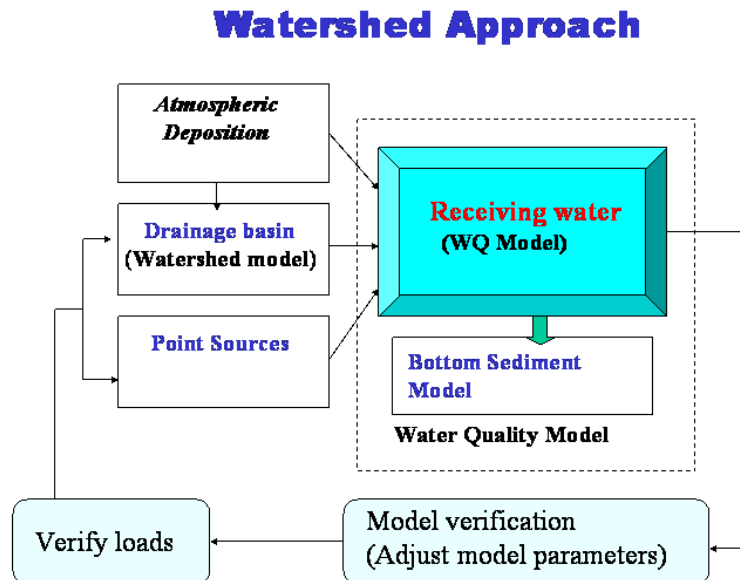 Watershed Approach
Atmospheric
Deposition
Drainage basin
(Watershed model)
Point Sources
Receiving water
(WQ Model)
Bottom Sediment
Model
Water Quality Model
Verify loads
Model verification
(Adjust model parameters)